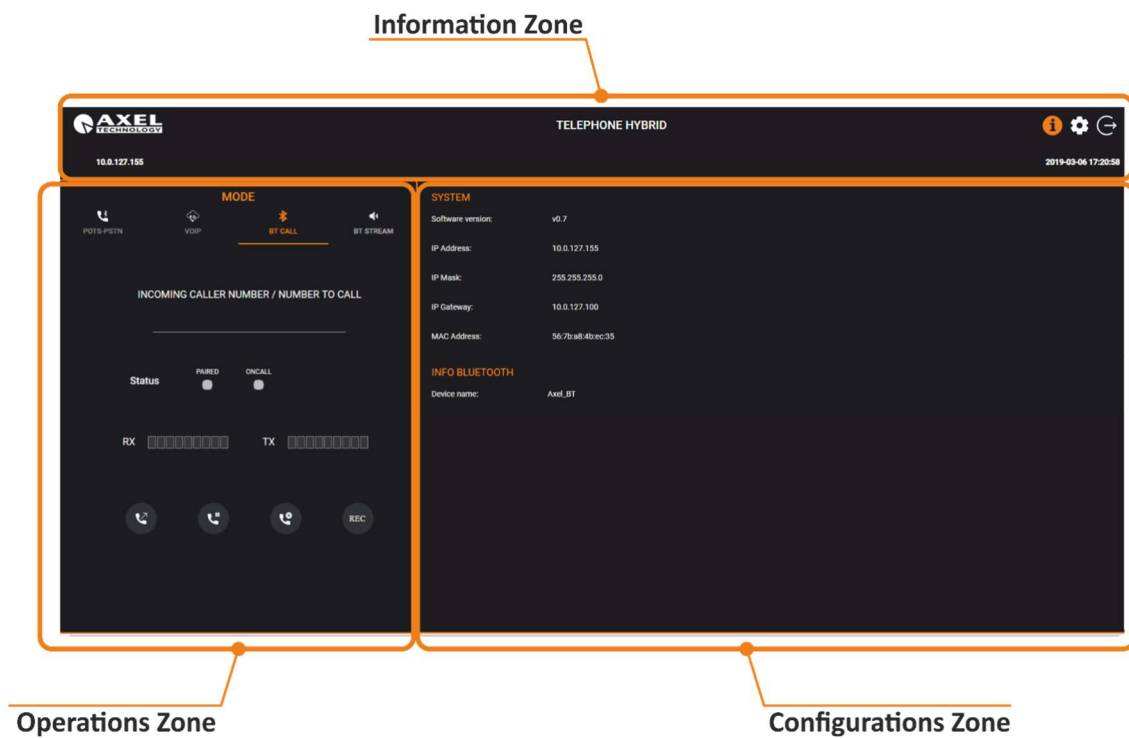 Information Zone
AXEL
TECHNOLOGY
TELEPHONE HYBRID
10.0.127.155
2019-03-06 17:20:58
MODE
POTS-PSTN
VOIP
BT CALL
BT STREAM
INCOMING CALLER NUMBER / NUMBER TO CALL
Status
PAIRED
ONCALL
RX
TX
REC
SYSTEM
Software version: v0.7
IP Address: 10.0.127.155
IP Mask: 255.255.255.0
IP Gateway: 10.0.127.100
MAC Address: 56:7b:a8:4b:ec:35
INFO BLUETOOTH
Device name: Axel_BT
Operations Zone
Configurations Zone